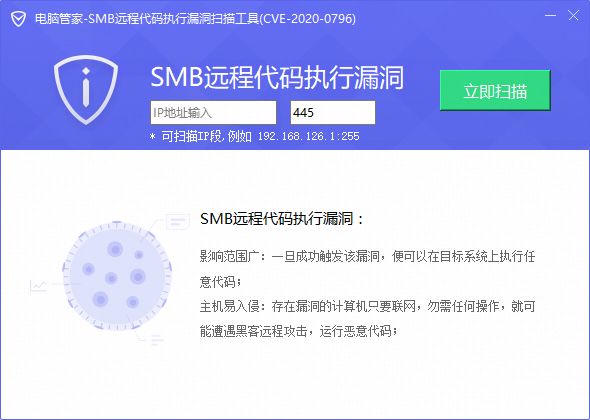 电脑管家-SMB远程代码执行漏洞扫描工具(CVE-2020-0796)
SMB远程代码执行漏洞
IP地址输入
445
立即扫描
* 可扫描IP段,例如 192.168.126.1:255
SMB远程代码执行漏洞：
影响范围广：一旦成功触发该漏洞，便可以在目标系统上执行任
意代码；
主机易入侵：存在漏洞的计算机只要联网，勿需任何操作，就可
能遭遇黑客远程攻击，运行恶意代码；